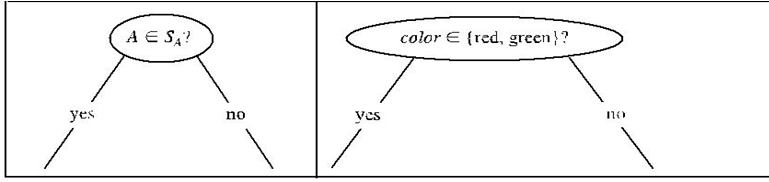 A ∈ S_A?
yes
no
color ∈ {red, green}?
yes
no